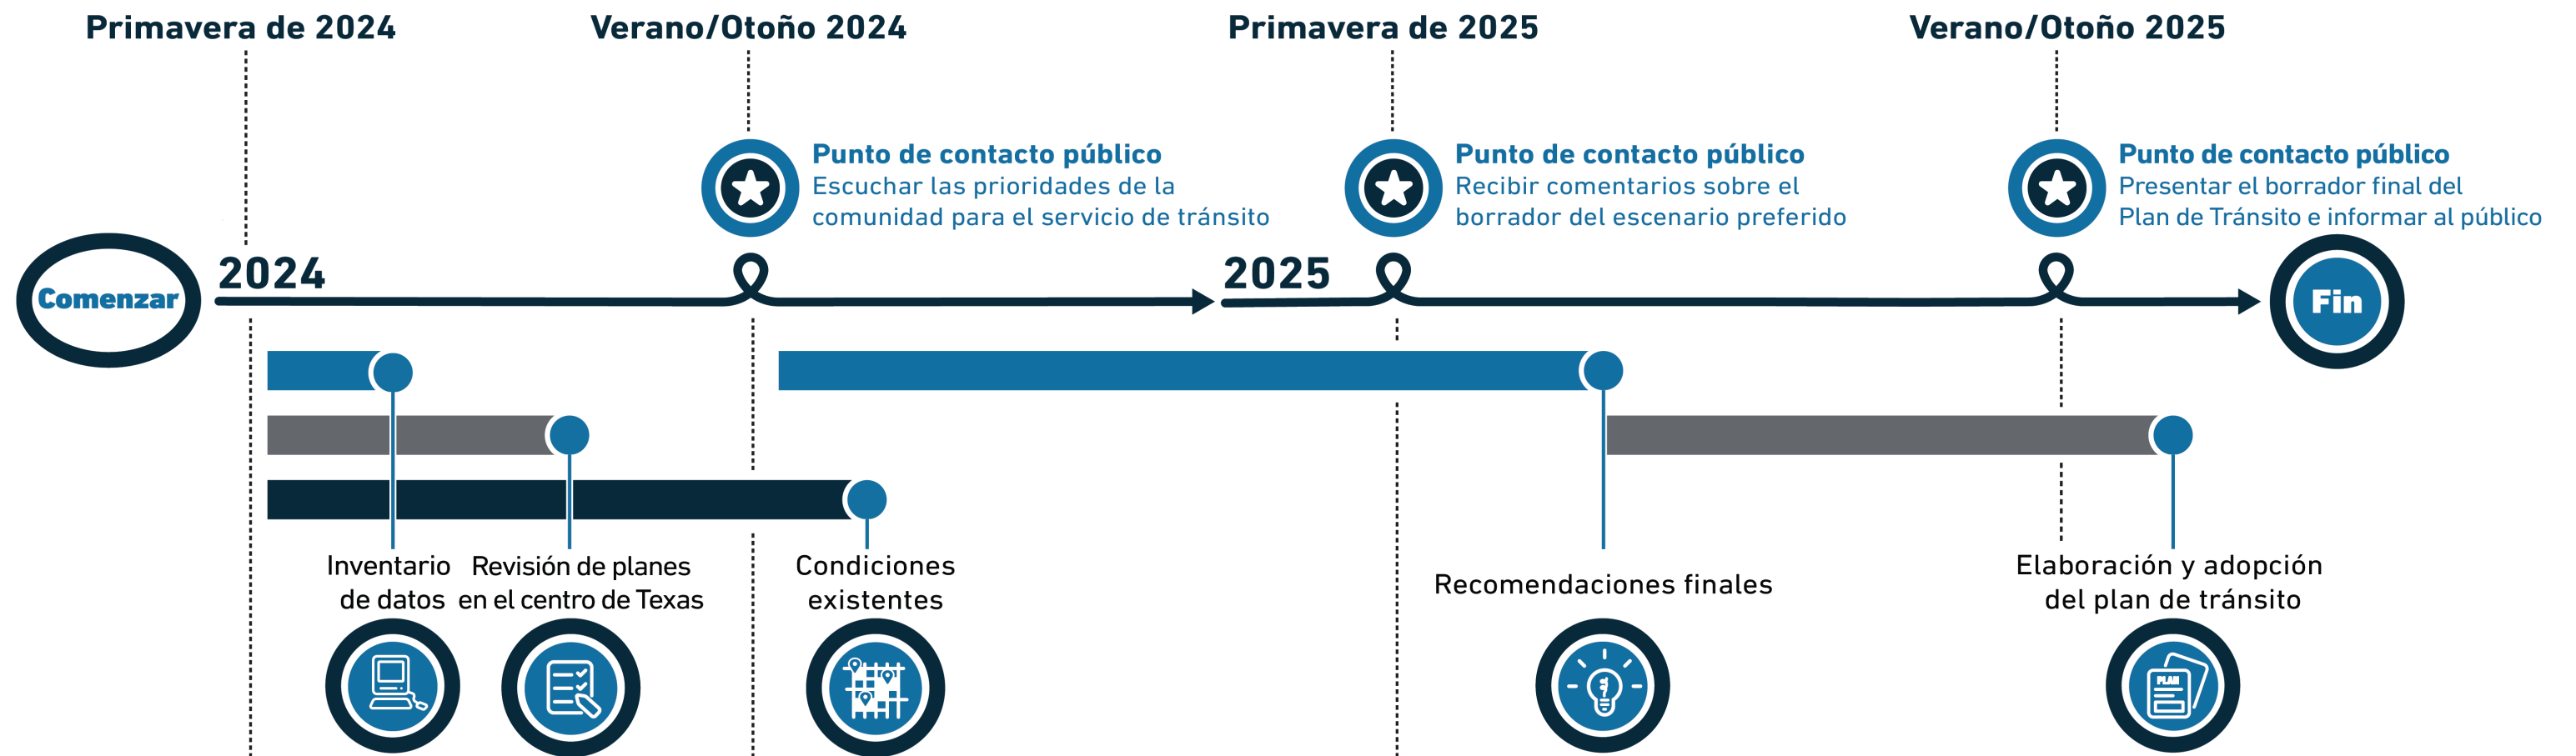 Primavera de 2024
Verano/Otoño 2024
Primavera de 2025
Verano/Otoño 2025
Punto de contacto público
Escuchar las prioridades de la
comunidad para el servicio de tránsito
Punto de contacto público
Recibir comentarios sobre el
borrador del escenario preferido
Punto de contacto público
Presentar el borrador final del
Plan de Tránsito e informar al público
Comenzar
2024
2025
Fin
Inventario
de datos
Revisión de planes
en el centro de Texas
Condiciones
existentes
Recomendaciones finales
Elaboración y adopción
del plan de tránsito
PLAN